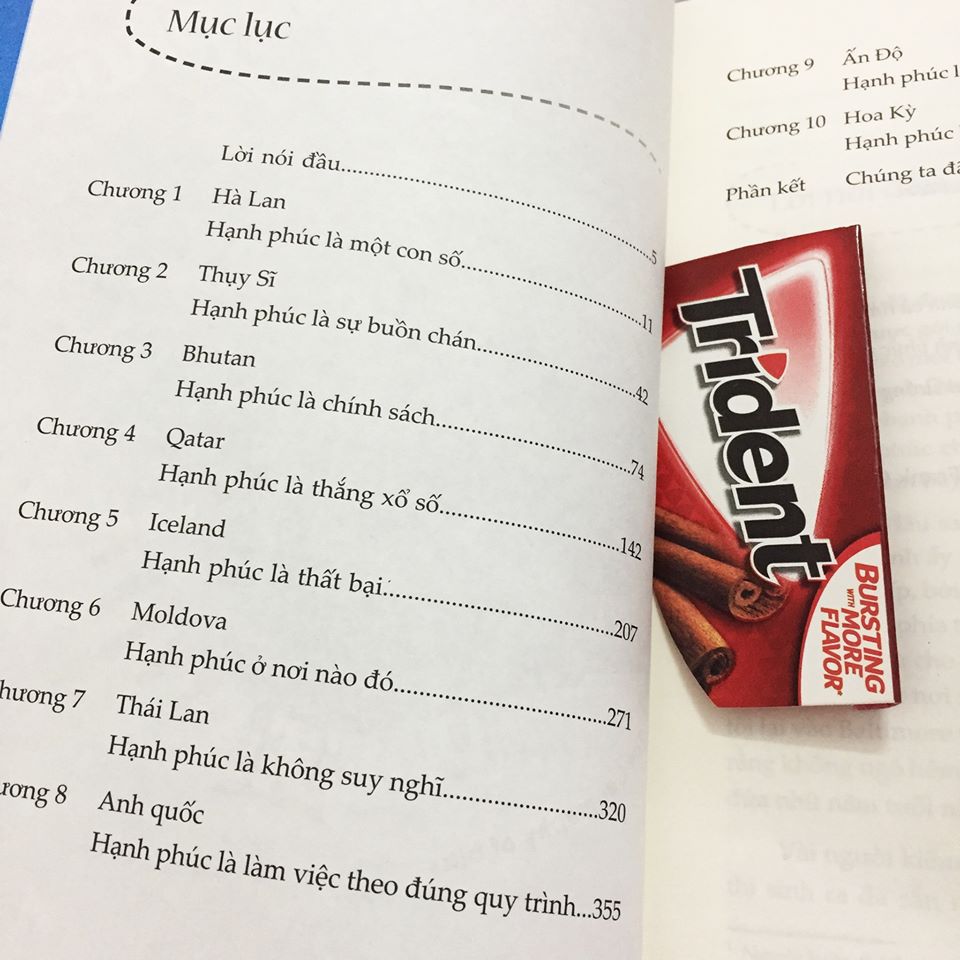 Mục lục
Lời nói đầu..........5
Chương 1 Hà Lan
Hạnh phúc là một con số..........11
Chương 2 Thụy Sĩ
Hạnh phúc là sự buồn chán..........42
Chương 3 Bhutan
Hạnh phúc là chính sách..........74
Chương 4 Qatar
Hạnh phúc là thắng xổ số..........142
Chương 5 Iceland
Hạnh phúc là thất bại..........207
Chương 6 Moldova
Hạnh phúc ở nơi nào đó..........271
hương 7 Thái Lan
Hạnh phúc là không suy nghĩ..........320
ương 8 Anh quốc
Hạnh phúc là làm việc theo đúng quy trình...355
Chương 9 Ấn Độ
Hạnh phúc l
Chương 10 Hoa Kỳ
Hạnh phúc
Phần kết Chúng ta đã
Trident
BURSTING
WITH MORE
FLAVOR